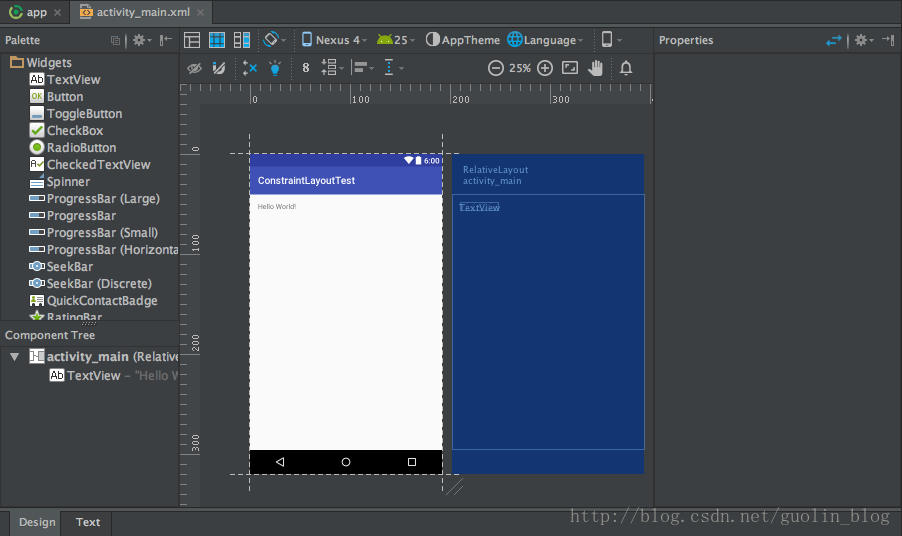 app
activity_main.xml
Palette
Nexus 4
25
AppTheme
Language
Properties
8
25%
Widgets
TextView
Button
ToggleButton
CheckBox
RadioButton
CheckedTextView
Spinner
ProgressBar (Large)
ProgressBar
ProgressBar (Small)
ProgressBar (Horizonta
SeekBar
SeekBar (Discrete)
QuickContactBadge
RatingBar
0
100
200
300
0
100
200
300
6:00
ConstraintLayoutTest
Hello World!
RelativeLayout
activity_main
TextView
Component Tree
activity_main (Relative
Ab TextView – "Hello W
Design
Text
http://blog.csdn.net/guolin_blog